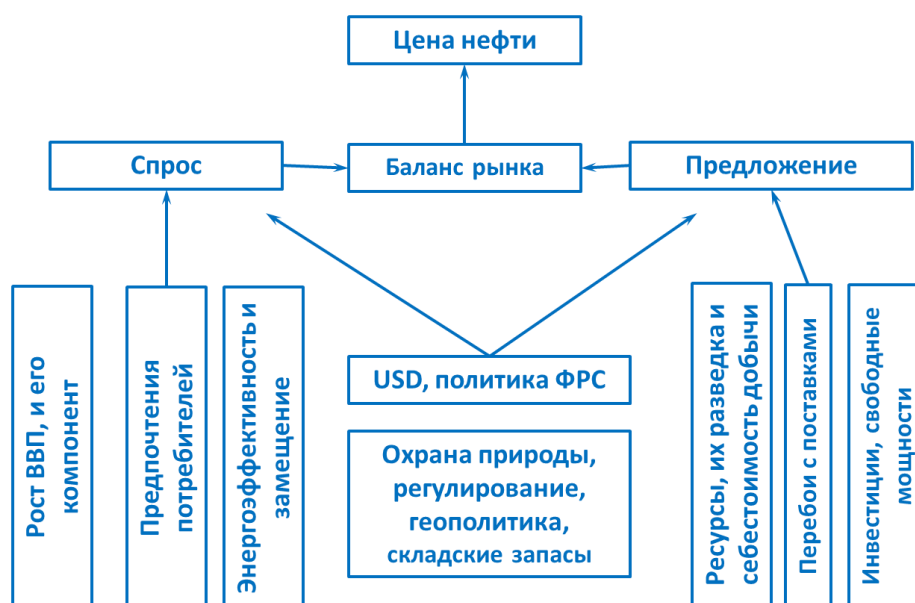 Цена нефти
Спрос
Баланс рынка
Предложение
Рост ВВП, и его
компонент
Предпочтения
потребителей
Энергоэффективность и
замещение
USD, политика ФРС
Охрана природы,
регулирование,
геополитика,
складские запасы
Ресурсы, их разведка и
себестоимость добычи
Перебои с поставками
Инвестиции, свободные
мощности